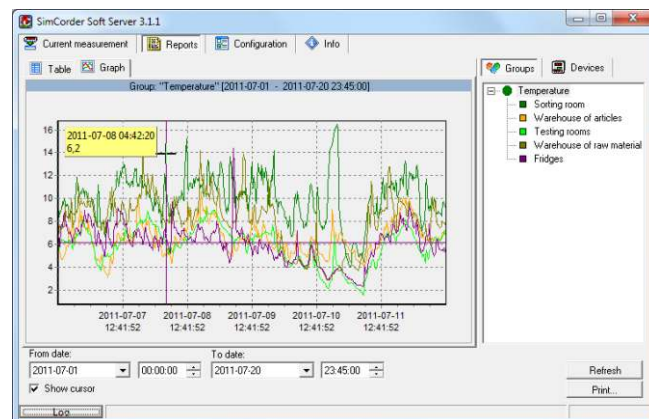 SimCorder Soft Server 3.1.1
Current measurement Reports Configuration Info
Table Graph
Groups Devices
Group: "Temperature" [2011-07-01 - 2011-07-20 23:45:00]
Temperature
Sorting room
Warehouse of articles
Testing rooms
Warehouse of raw material
Fridges
2011-07-08 04:42:20
6,2
16
14
12
10
8
6
4
2
2011-07-07 2011-07-08 2011-07-09 2011-07-10 2011-07-11
12:41:52 12:41:52 12:41:52 12:41:52 12:41:52
From date: To date:
2011-07-01 00:00:00 2011-07-20 23:45:00
Refresh
Show cursor
Print...
Log